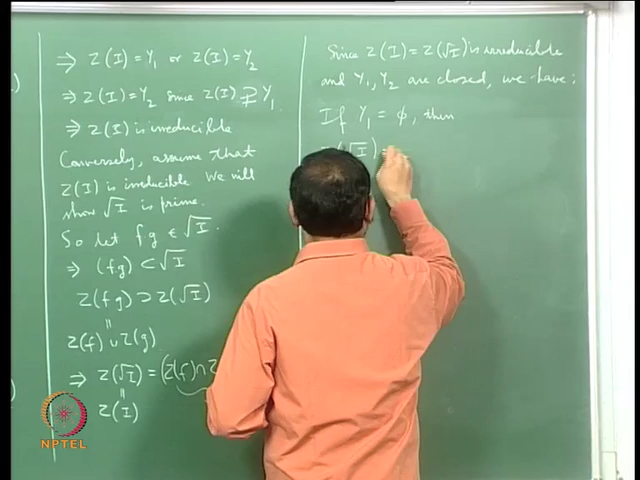 ⇒ Z(I) = Y₁ or Z(I) = Y₂
⇒ Z(I) = Y₂ since Z(I) ⊋ Y₁.
⇒ Z(I) is irreducible
Conversely, assume that
Z(I) is irreducible We will
show √I is prime.
So let fg ∈ √I.
⇒ (fg) ⊂ √I
Z(fg) ⊃ Z(√I)
||
Z(f) ∪ Z(g)
⇒ Z(√I) = (Z(f) ∩ Z
||
Z(I)
Since Z(I) = Z(√I) is irreducible
and Y₁, Y₂ are closed, we have:
If Y₁ = ϕ, then
(√I) =
NPTEL